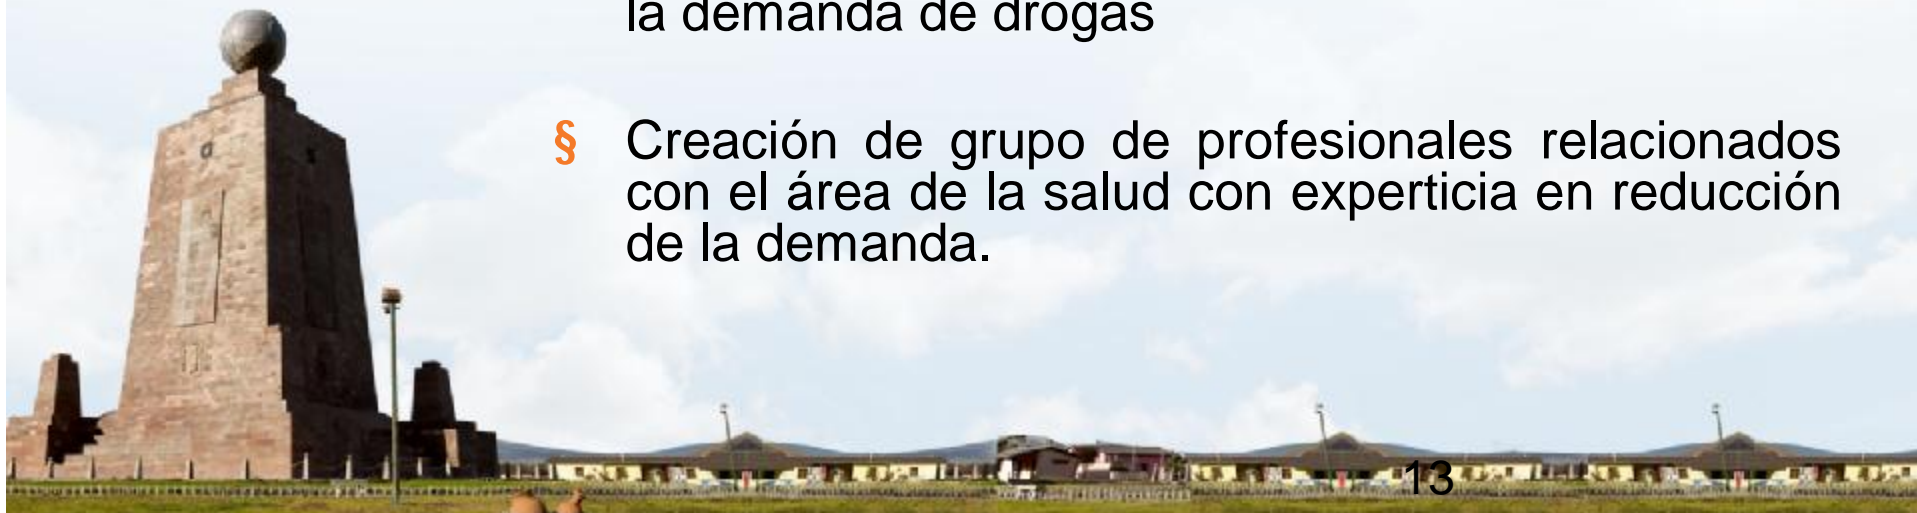 la demanda de drogas
§ Creación de grupo de profesionales relacionados
con el área de la salud con experticia en reducción
de la demanda.
13